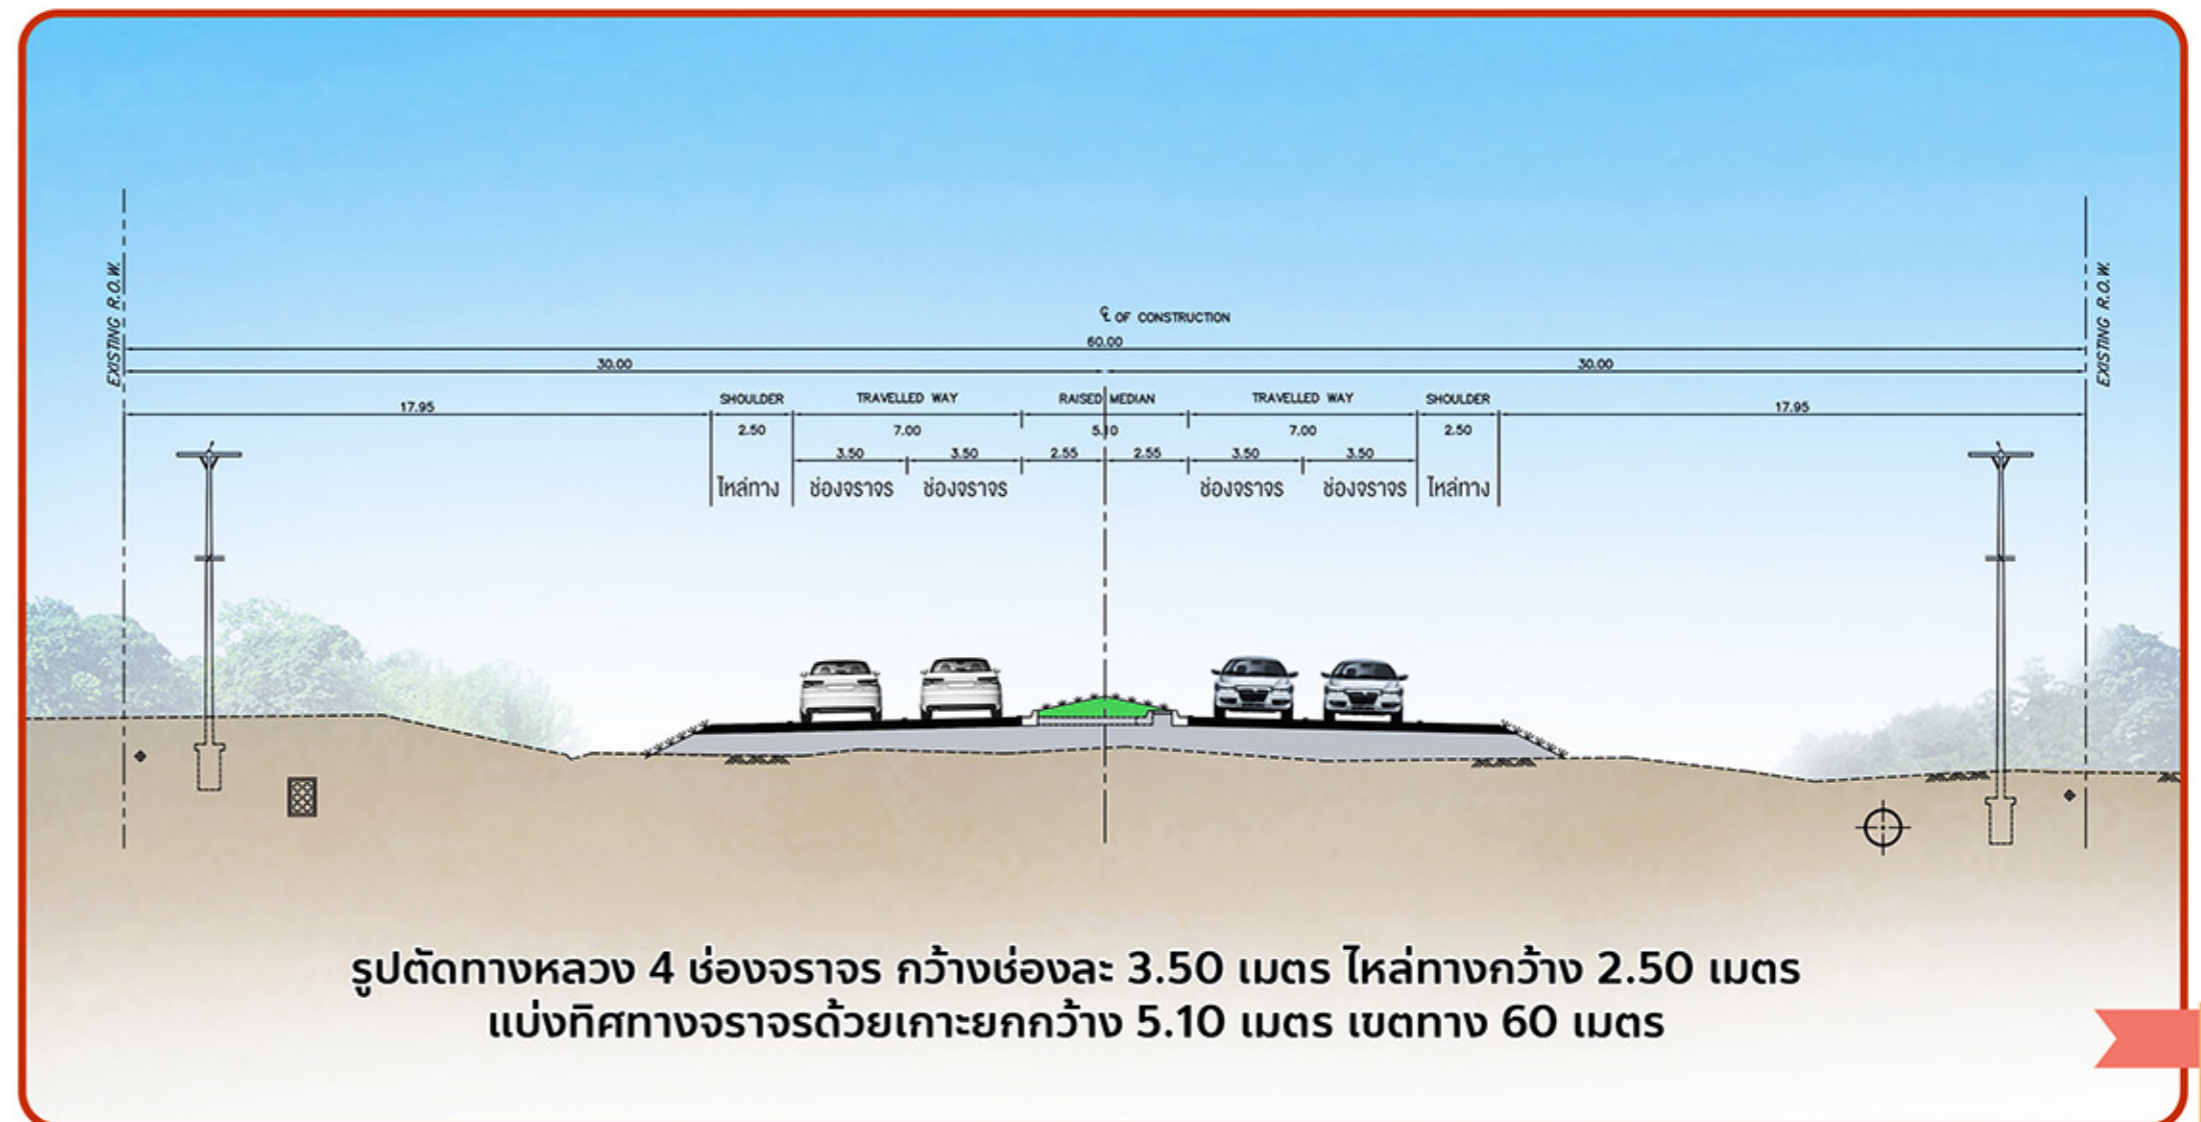 ℄ OF CONSTRUCTION
60.00
30.00 30.00
EXISTING R.O.W.
EXISTING R.O.W.
SHOULDER TRAVELLED WAY RAISED MEDIAN TRAVELLED WAY SHOULDER
17.95 17.95
2.50 7.00 5.10 7.00 2.50
3.50 3.50 2.55 2.55 3.50 3.50
ไหล่ทาง ช่องจราจร ช่องจราจร ช่องจราจร ช่องจราจร ไหล่ทาง
รูปตัดทางหลวง 4 ช่องจราจร กว้างช่องละ 3.50 เมตร ไหล่ทางกว้าง 2.50 เมตร
แบ่งทิศทางจราจรด้วยเกาะยกกว้าง 5.10 เมตร เขตทาง 60 เมตร